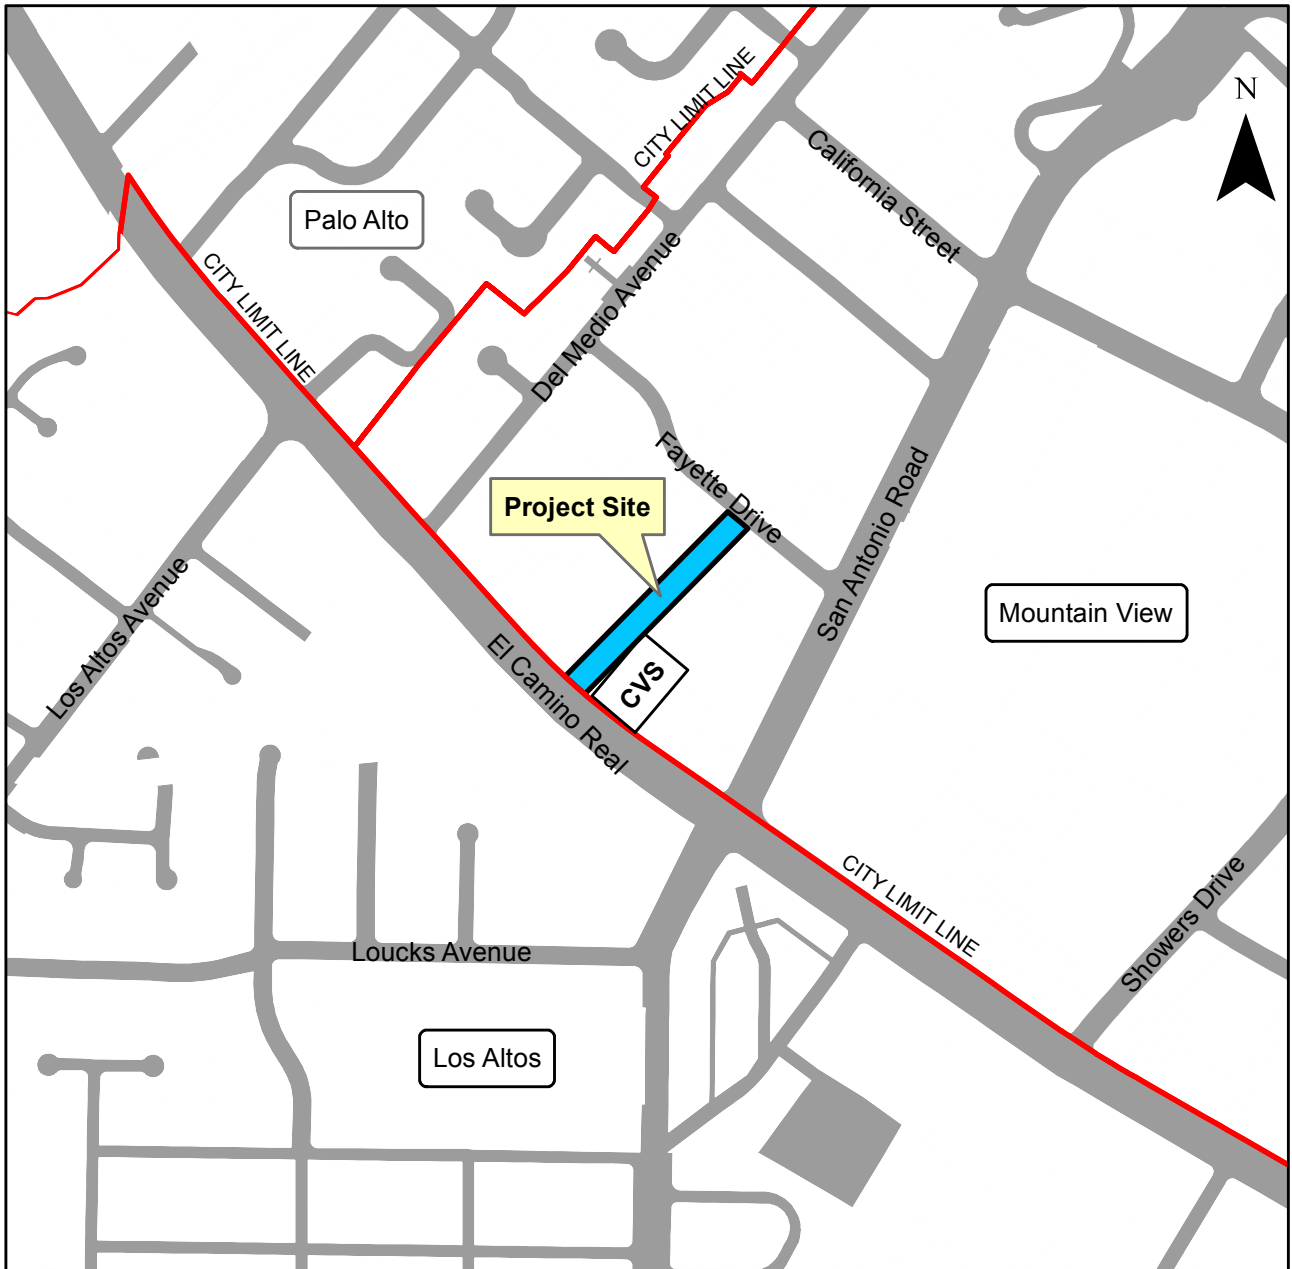 CITY LIMIT LINE
N
California Street
Palo Alto
CITY LIMIT LINE
Del Medio Avenue
Fayette Drive
Project Site
San Antonio Road
Mountain View
Los Altos Avenue
CVS
El Camino Real
CITY LIMIT LINE
Showers Drive
Loucks Avenue
Los Altos